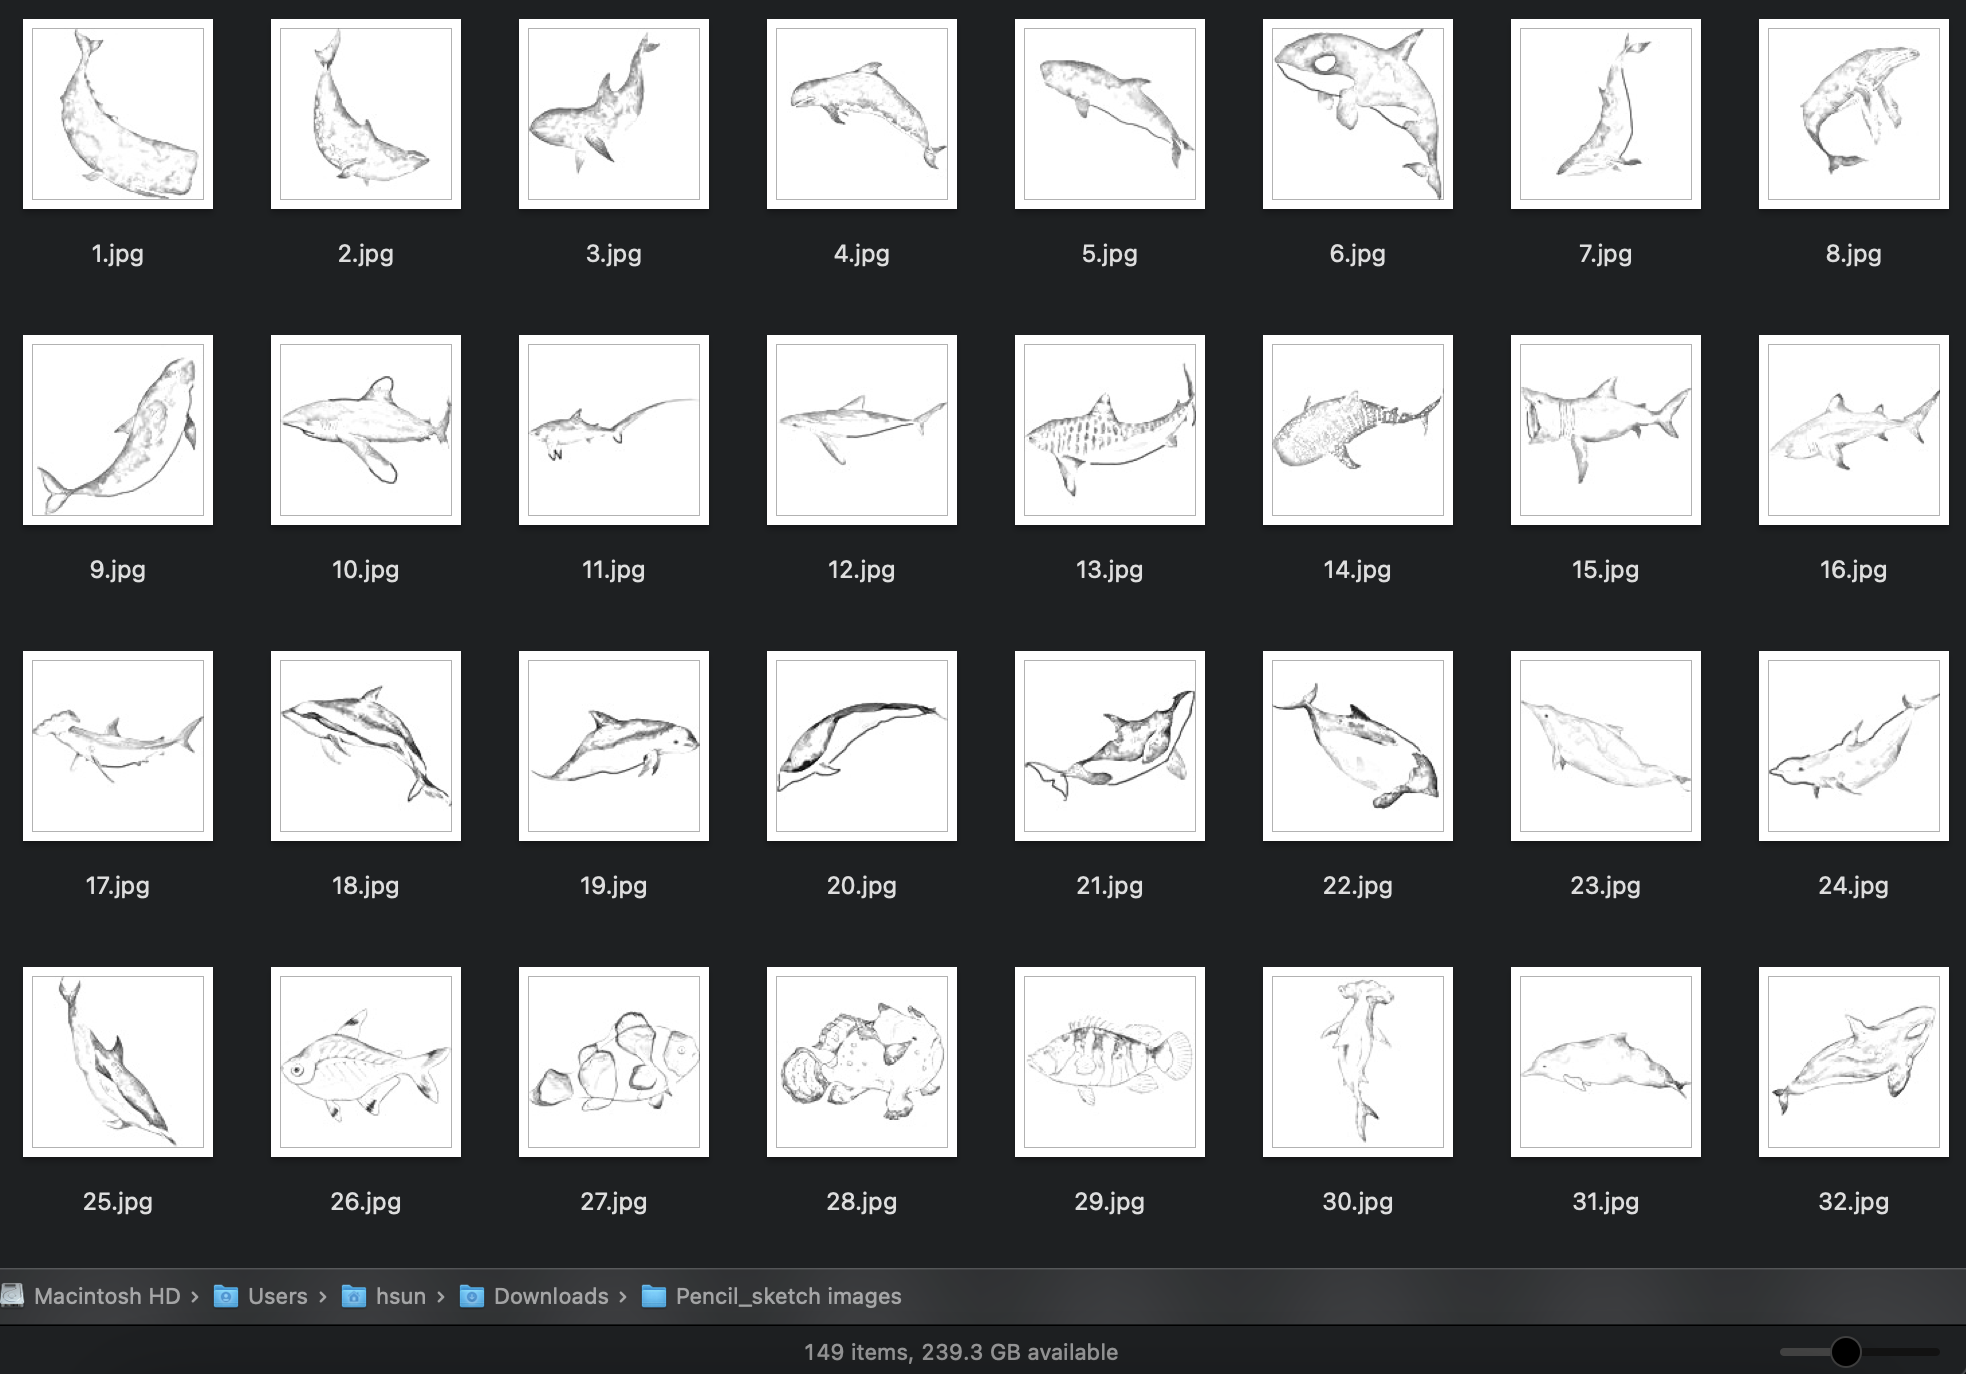 1.jpg 2.jpg 3.jpg 4.jpg 5.jpg 6.jpg 7.jpg 8.jpg
9.jpg 10.jpg 11.jpg 12.jpg 13.jpg 14.jpg 15.jpg 16.jpg
17.jpg 18.jpg 19.jpg 20.jpg 21.jpg 22.jpg 23.jpg 24.jpg
25.jpg 26.jpg 27.jpg 28.jpg 29.jpg 30.jpg 31.jpg 32.jpg
Macintosh HD › Users › hsun › Downloads › Pencil_sketch images
149 items, 239.3 GB available